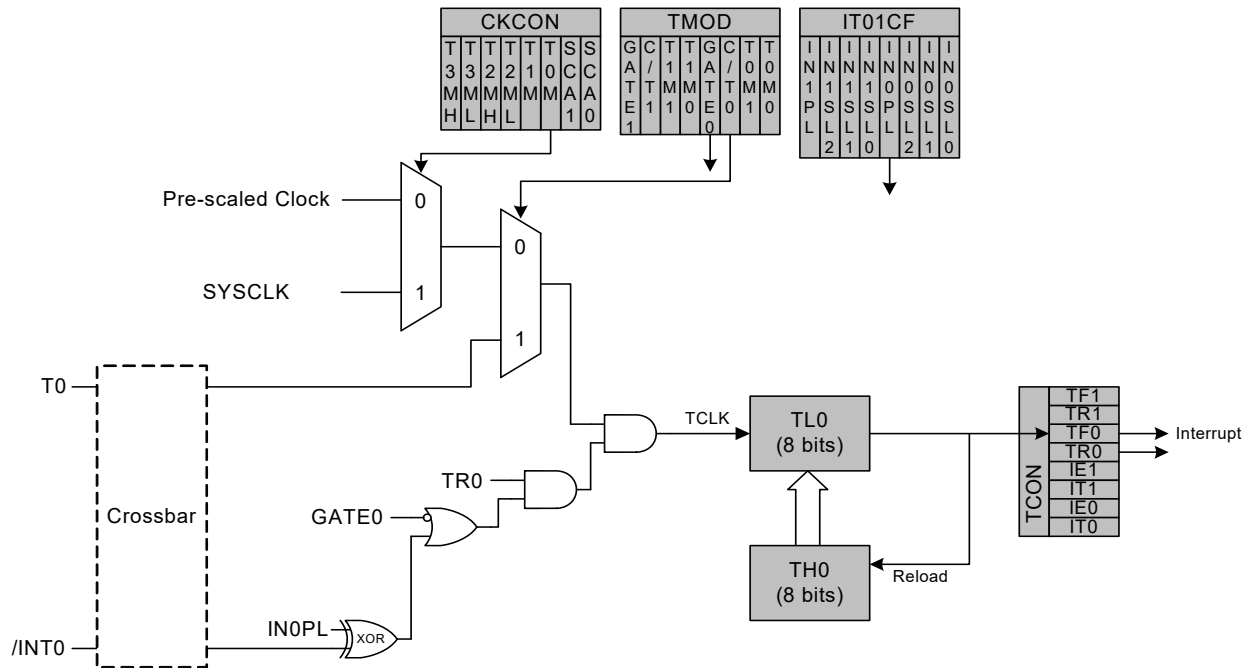 CKCON
TMOD
IT01CF
T3MH
T3ML
T2MH
T2ML
T1M
T0M
SCA1
SCA0
GATE1
C/T1
T1M1
T1M0
GATE0
C/T0
T0M1
T0M0
IN1PL
IN1SL2
IN1SL1
IN1SL0
IN0PL
IN0SL2
IN0SL1
IN0SL0
Pre-scaled Clock
0
0
SYSCLK
1
1
T0
Crossbar
TCLK
TL0
(8 bits)
TCON
TF1
TR1
TF0
TR0
IE1
IT1
IE0
IT0
Interrupt
TR0
GATE0
TH0
(8 bits)
Reload
IN0PL
XOR
/INT0